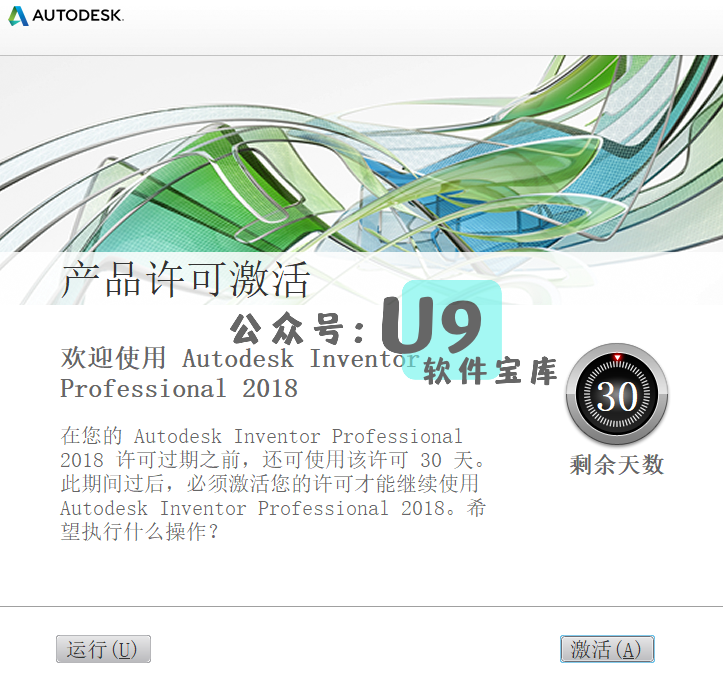 AUTODESK.
产品许可激活
公众号: U9
软件宝库
欢迎使用 Autodesk Inventor
Professional 2018
30
剩余天数
在您的 Autodesk Inventor Professional
2018 许可过期之前，还可使用该许可 30 天。
此期间过后，必须激活您的许可才能继续使用
Autodesk Inventor Professional 2018。希
望执行什么操作？
运行(U)
激活(A)